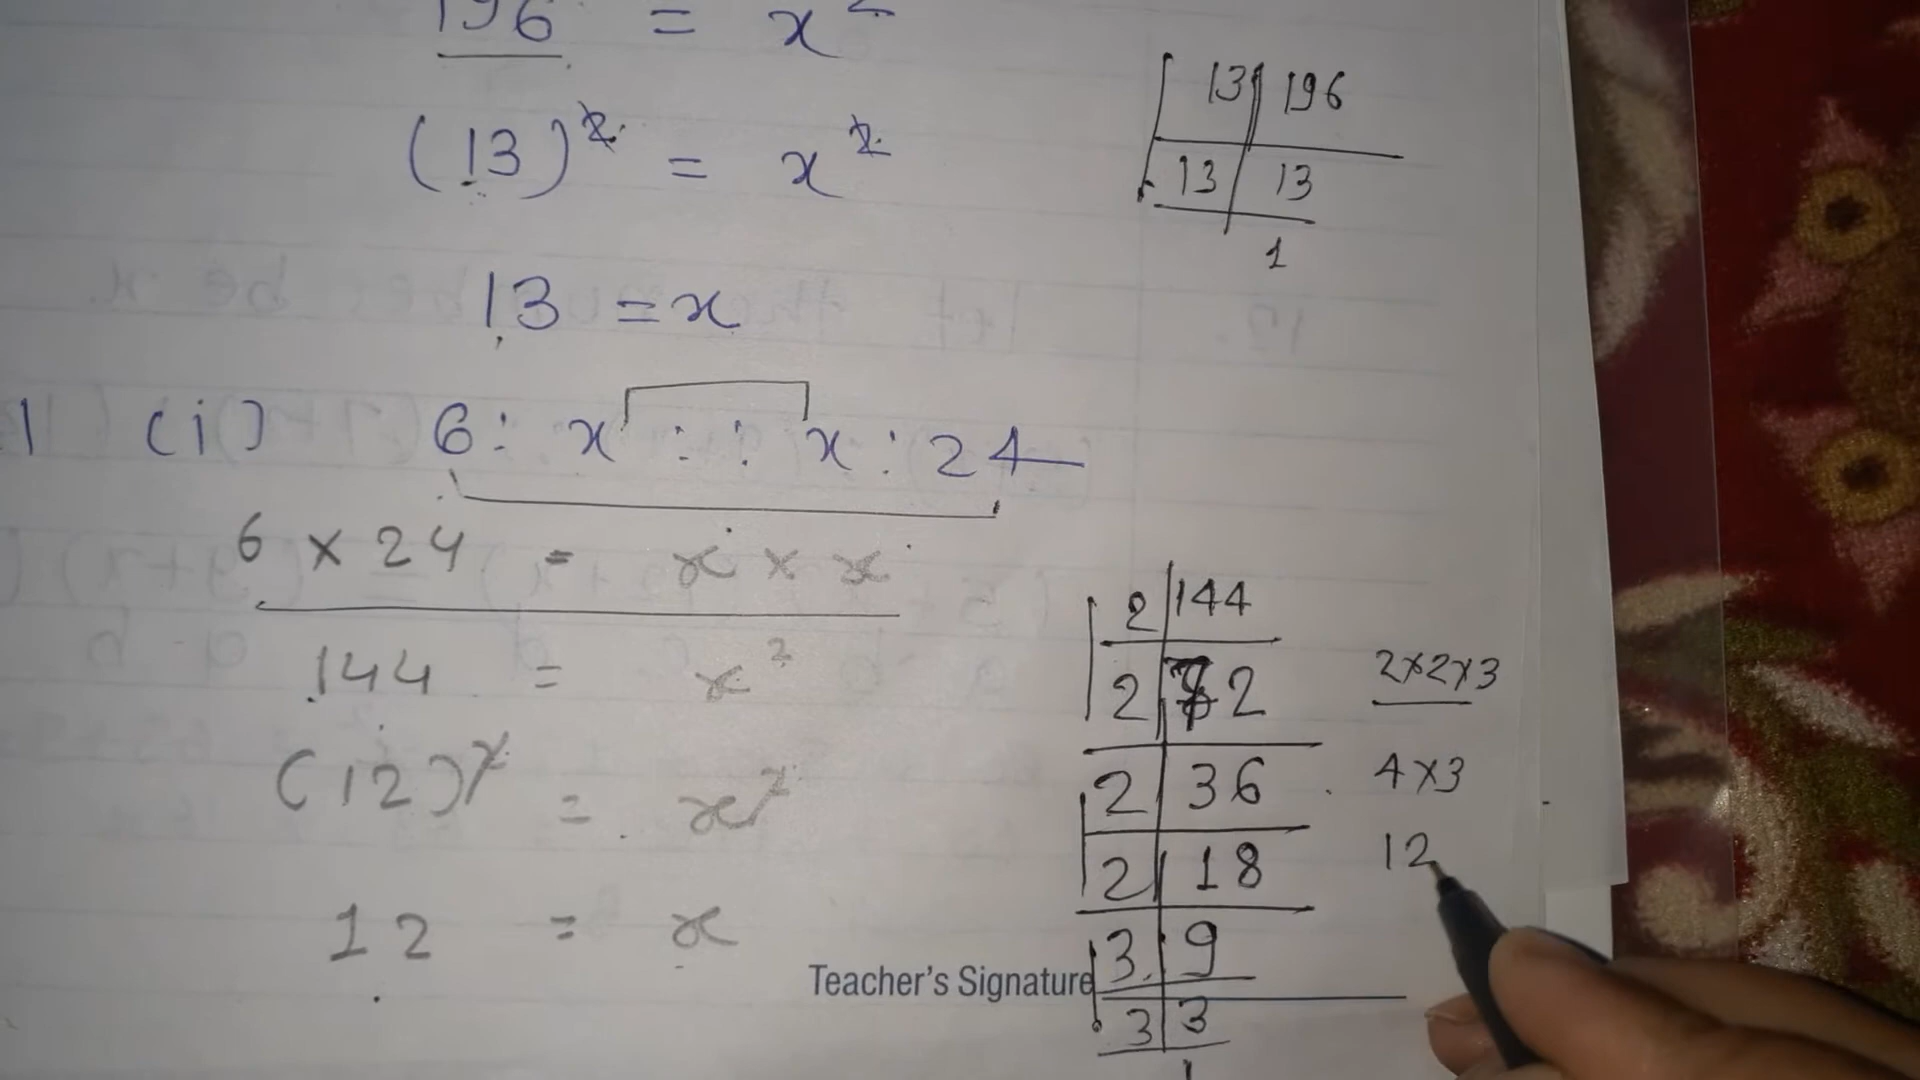 196 = x²
(13)² = x²
13 = x
13 | 196
13 | 13
1
1 (i) 6 : x : : x : 24
6 × 24 = x × x
144 = x²
(12)² = x²
12 = x
2 | 144
2 | 72
2 | 36
2 | 18
3 | 9
3 | 3
1
2×2×3
4×3
12
Teacher's Signature